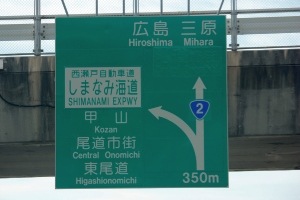 広島 三原
Hiroshima Mihara
西瀬戸自動車道
しまなみ海道
SHIMANAMI EXPWY
2
甲山
Kozan
尾道市街
Central Onomichi
東尾道
Higashionomichi
350m